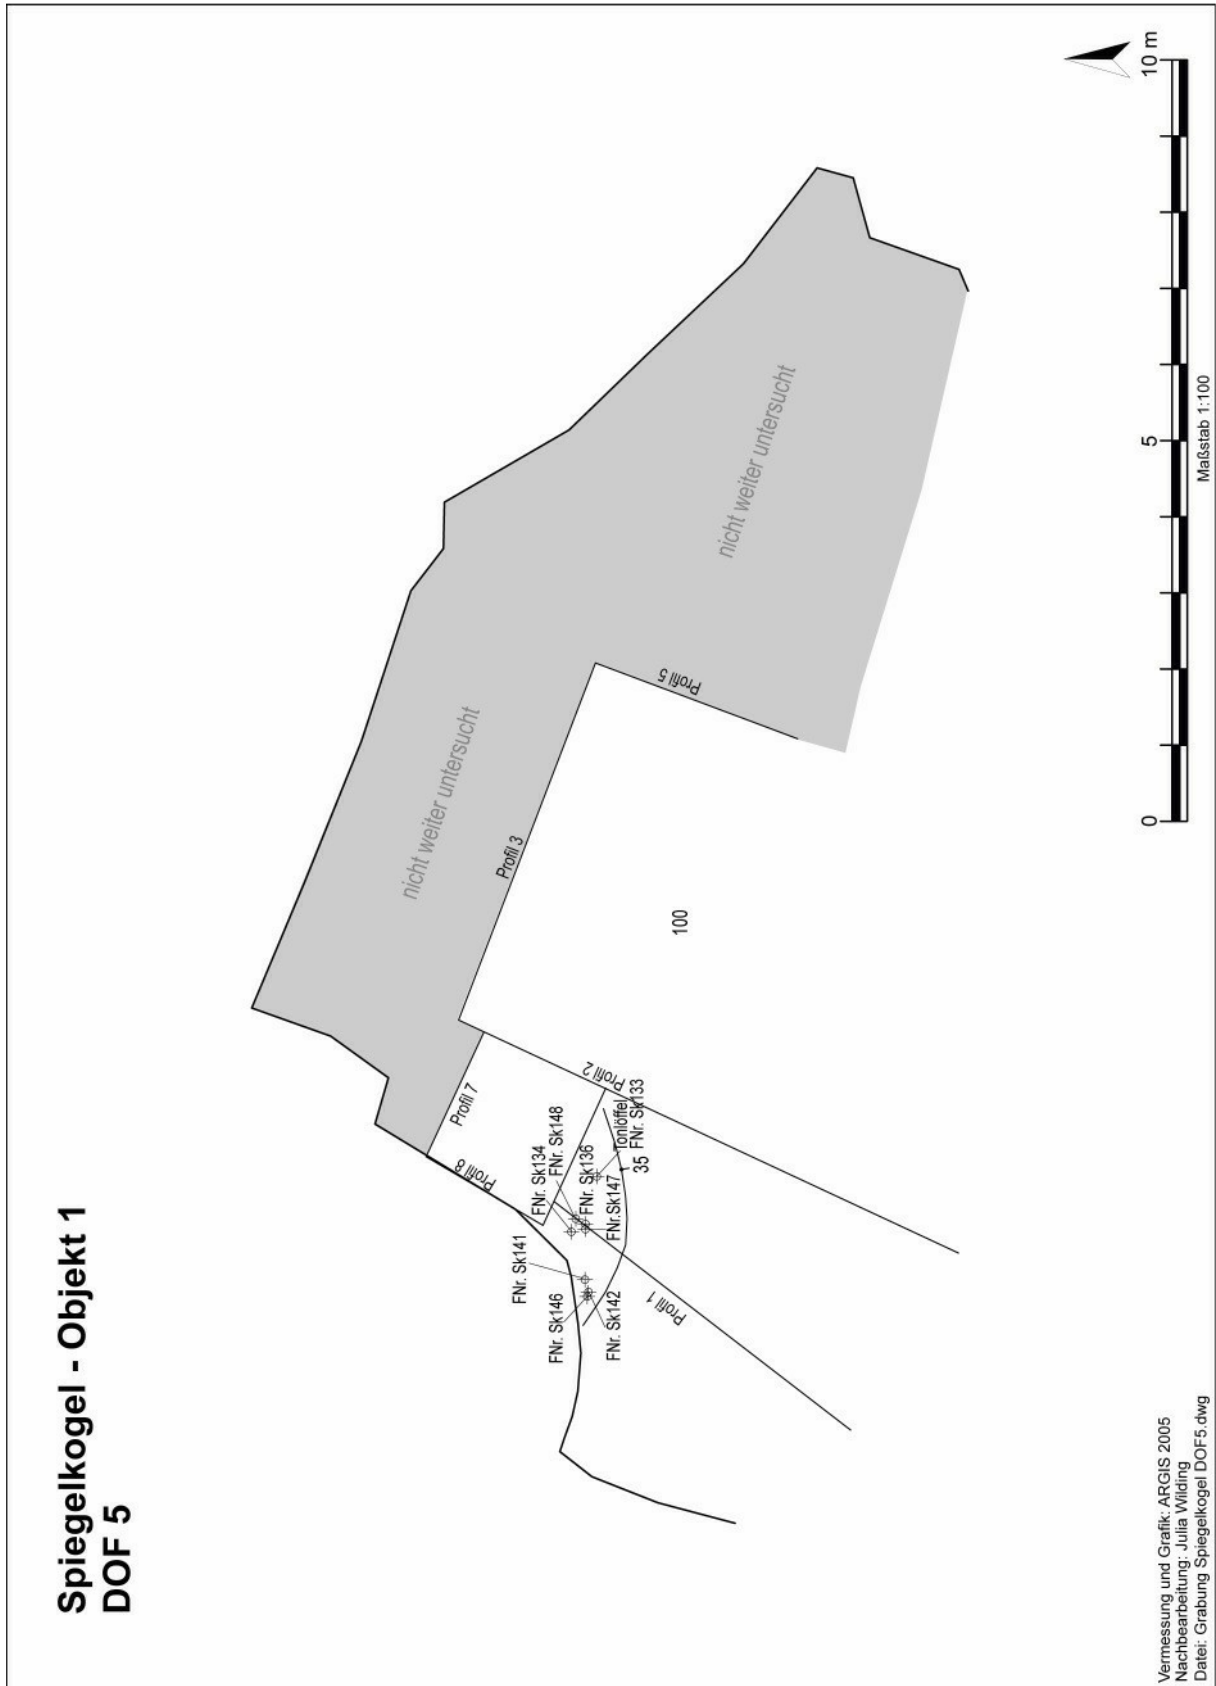 Spiegelkogel - Objekt 1
DOF 5
nicht weiter untersucht
nicht weiter untersucht
Profil 3
Profil 5
Profil 7
Profil 8
Profil 2
Profil 1
100
FNr. Sk141
FNr. Sk134
FNr. Sk148
FNr. Sk146
FNr. Sk136
FNr. Sk142
FNr.Sk147
Tonlöffel
FNr. Sk133
35
0
5
10 m
Maßstab 1:100
Vermessung und Grafik: ARGIS 2005
Nachbearbeitung: Julia Wilding
Datei: Grabung Spiegelkogel DOF5.dwg